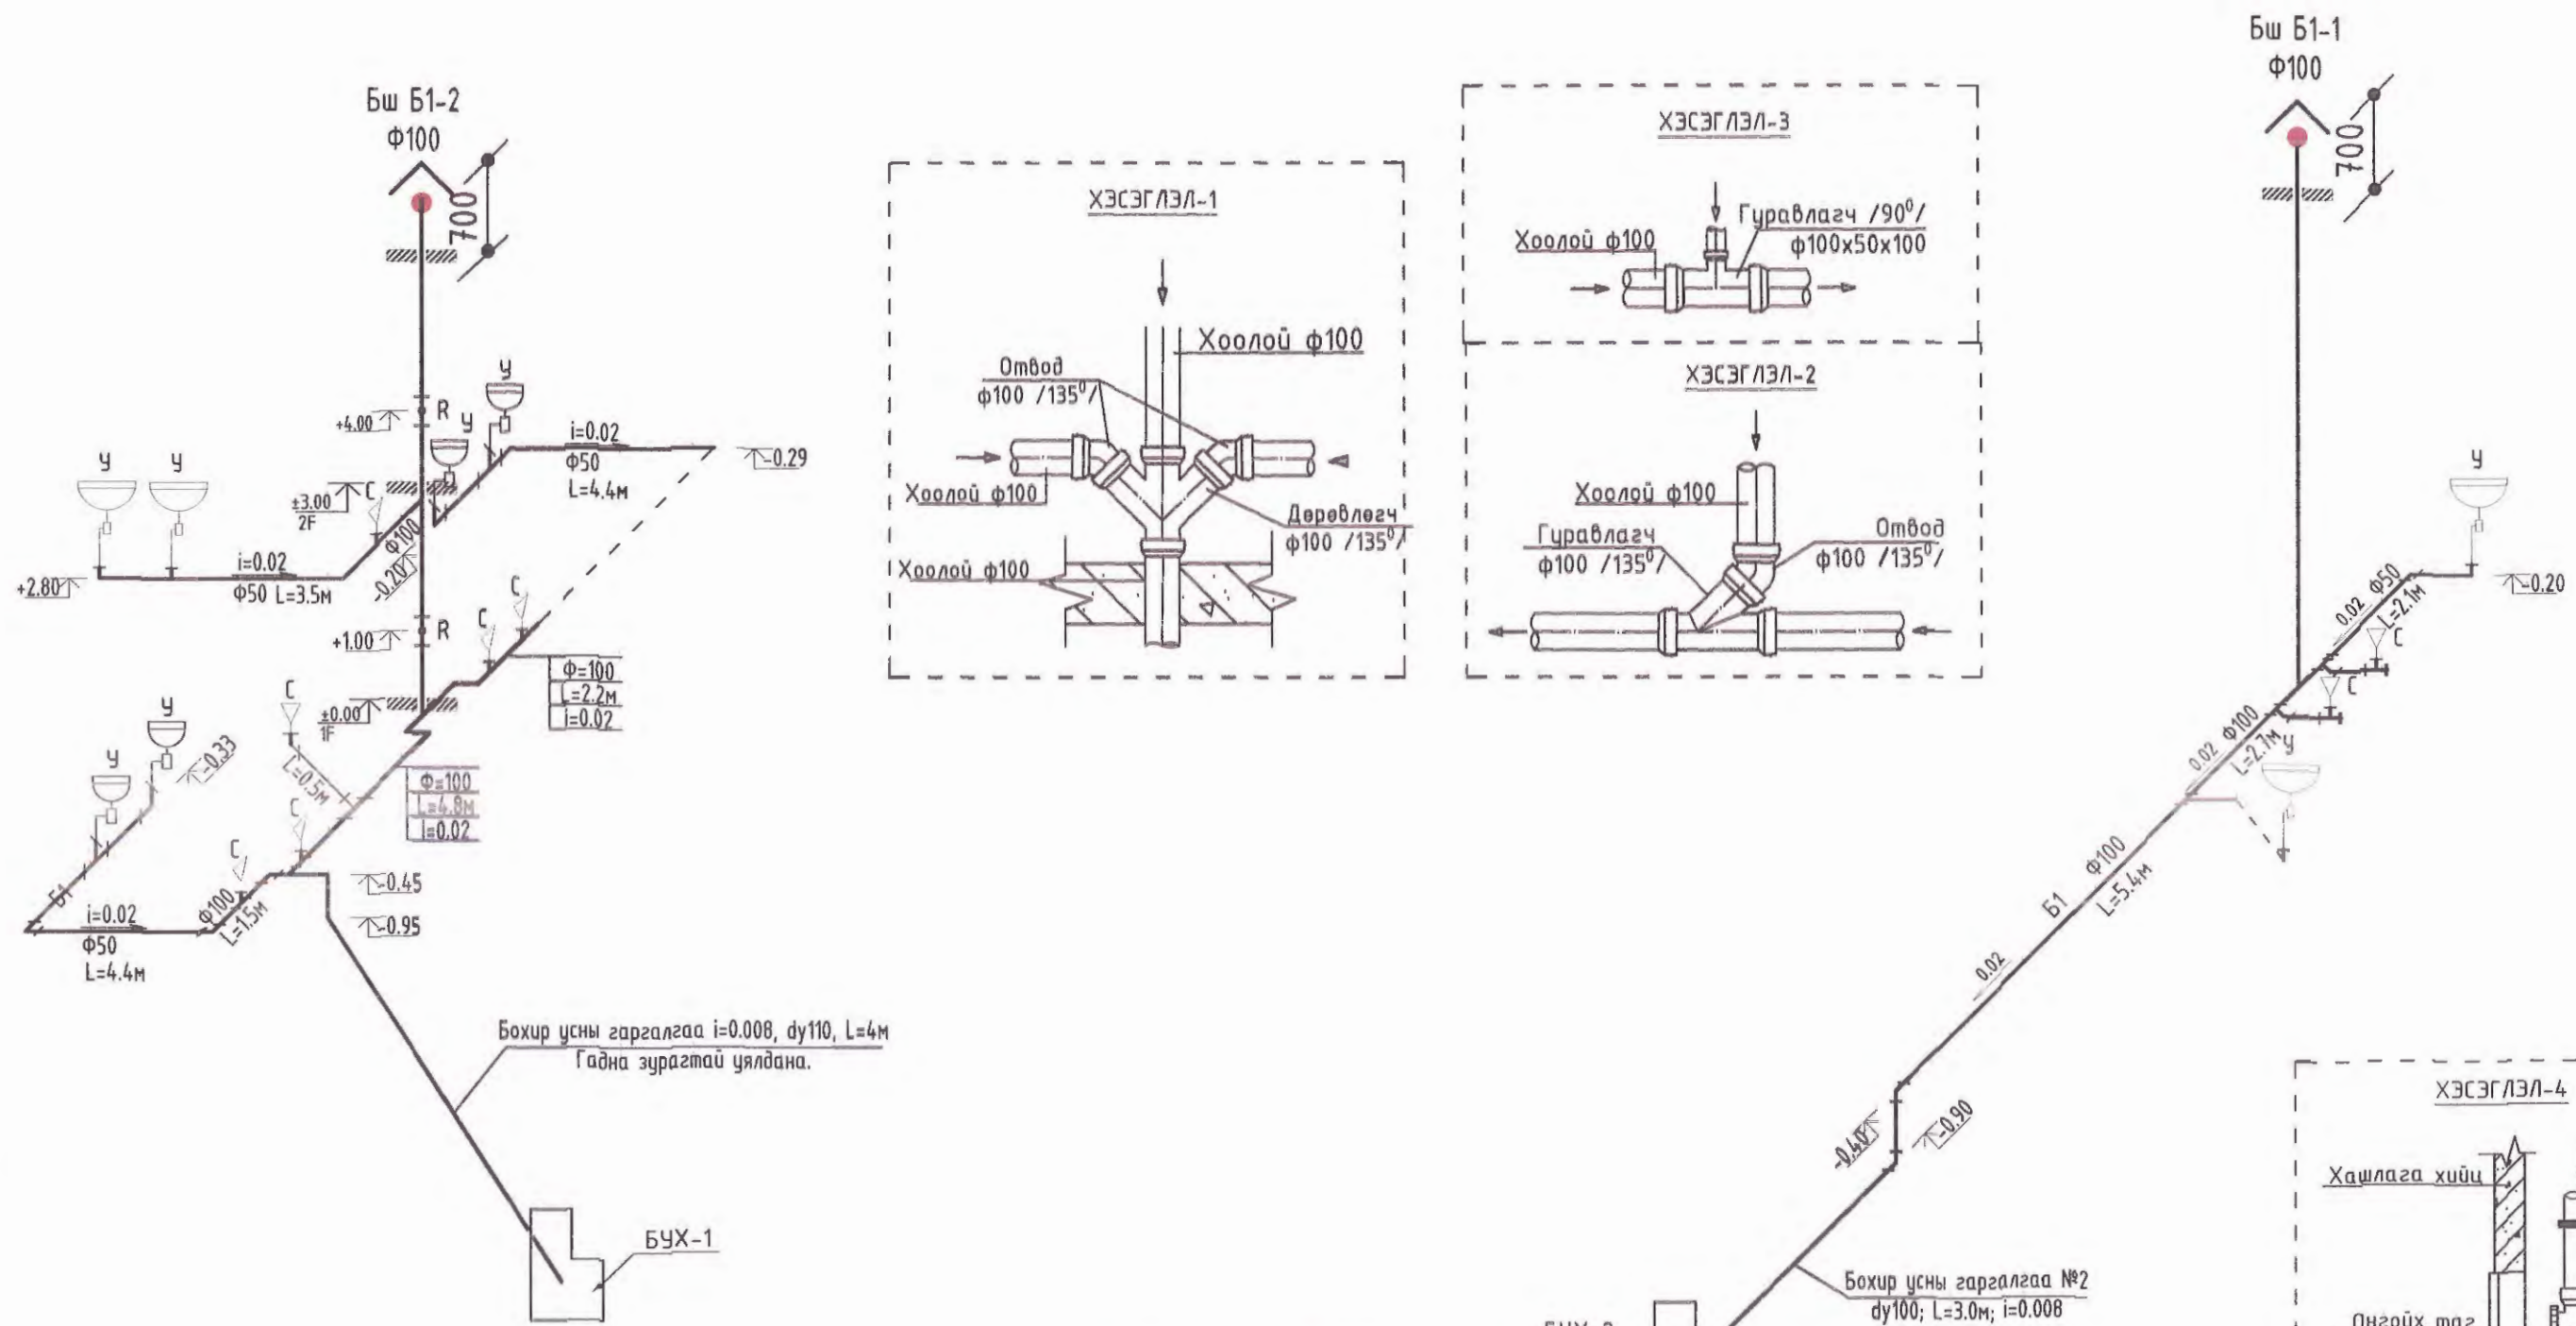 Бш Б1-2
Ф100
700
R
+4.00
У
У
i=0.02
Ф50
L=4.4м
-0.29
У
У
±3.00
2F
С
Ф100
-0.20
+2.80
i=0.02
Ф50 L=3.5м
R
+1.00
С
С
Ф=100
L=2.2м
i=0.02
±0.00
1F
С
L=0.5м
У
У
-0.33
Ф=100
L=4.8м
i=0.02
С
С
Б1
i=0.02
Ф50
L=4.4м
Ф100
L=1.5м
-0.45
-0.95
Бохир усны гаргалгаа i=0.008, dy110, L=4м
Гадна зурагтай уялдана.
БУХ-1
ХЭСЭГЛЭЛ-1
Хоолой ф100
Отвод
ф100 /135⁰/
Хоолой ф100
Дөрөвлөгч
ф100 /135⁰/
Хоолой ф100
ХЭСЭГЛЭЛ-3
Гуравлагч /90⁰/
ф100х50х100
Хоолой ф100
ХЭСЭГЛЭЛ-2
Хоолой ф100
Гуравлагч
ф100 /135⁰/
Отвод
ф100 /135⁰/
Бш Б1-1
Ф100
700
У
-0.20
0.02 Ф50
L=2.1м
С
С
0.02 Ф100
L=2.7м
У
Б1
Ф100
L=5.4м
0.02
-0.40
-0.90
Бохир усны гаргалгаа №2
dy100; L=3.0м; i=0.008
ХЭСЭГЛЭЛ-4
Хашлага хийц